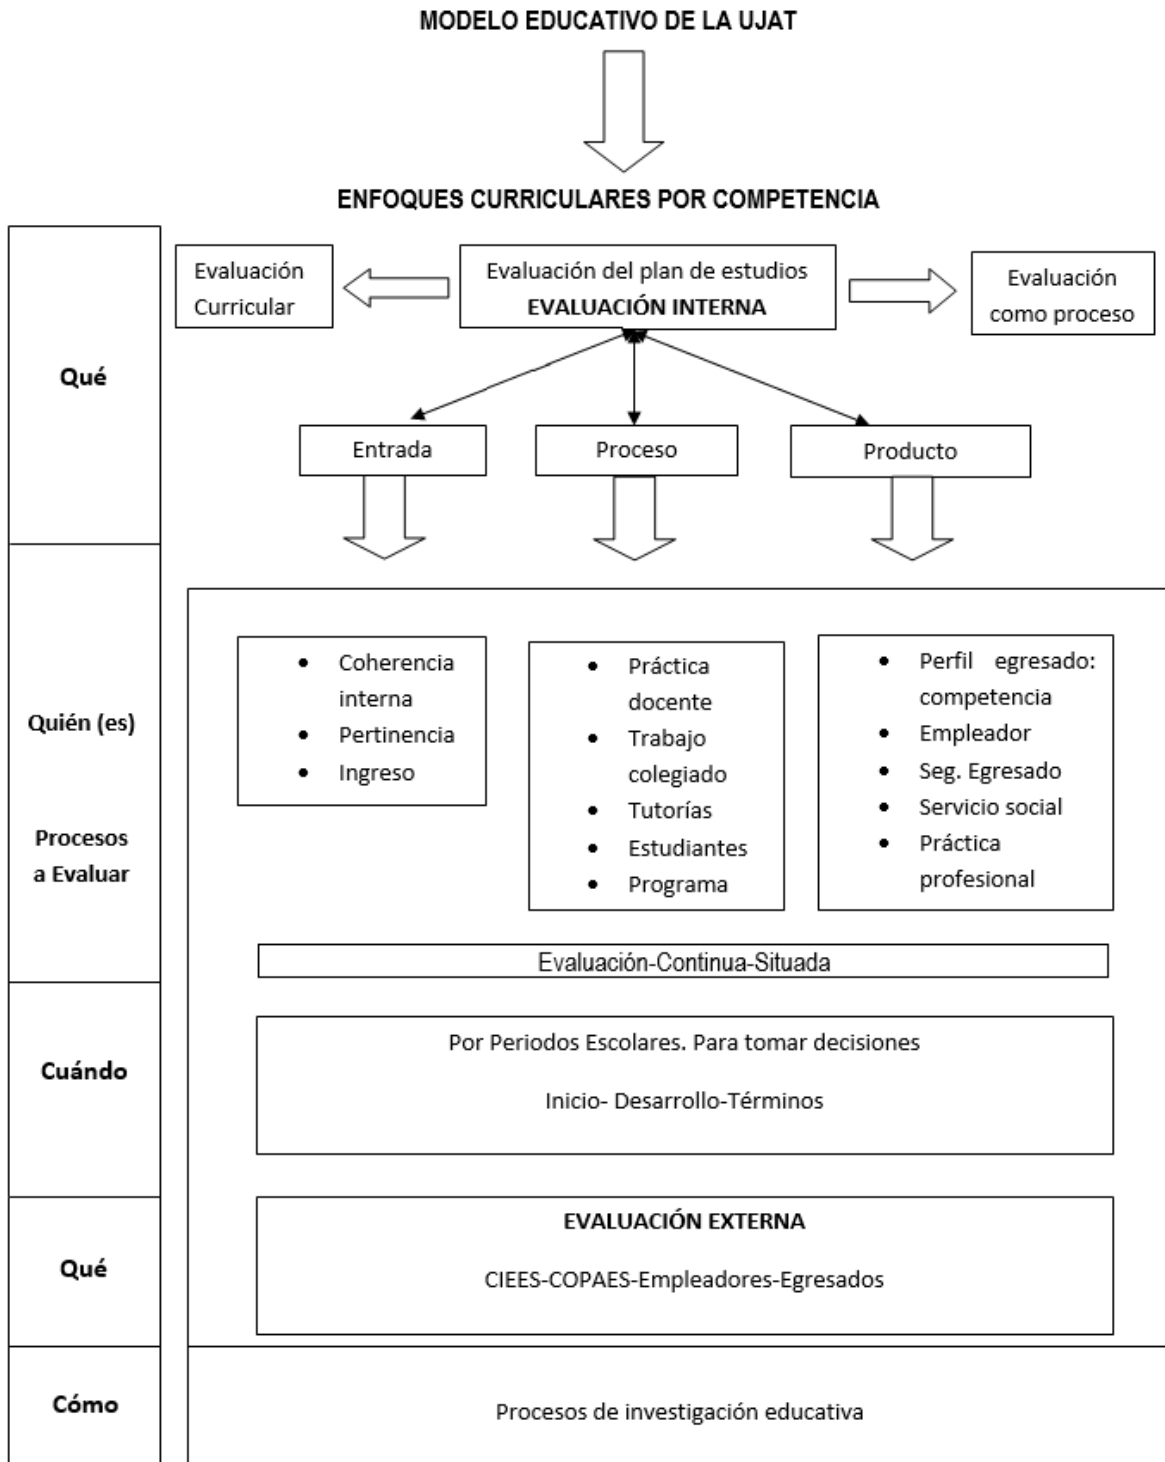 MODELO EDUCATIVO DE LA UJAT
ENFOQUES CURRICULARES POR COMPETENCIA
Qué
Evaluación
Curricular
Evaluación del plan de estudios
EVALUACIÓN INTERNA
Evaluación
como proceso
Entrada
Proceso
Producto
Quién (es)
Procesos
a Evaluar
• Coherencia
interna
• Pertinencia
• Ingreso
• Práctica
docente
• Trabajo
colegiado
• Tutorías
• Estudiantes
• Programa
• Perfil egresado:
competencia
• Empleador
• Seg. Egresado
• Servicio social
• Práctica
profesional
Evaluación-Continua-Situada
Cuándo
Por Periodos Escolares. Para tomar decisiones
Inicio- Desarrollo-Términos
Qué
EVALUACIÓN EXTERNA
CIEES-COPAES-Empleadores-Egresados
Cómo
Procesos de investigación educativa